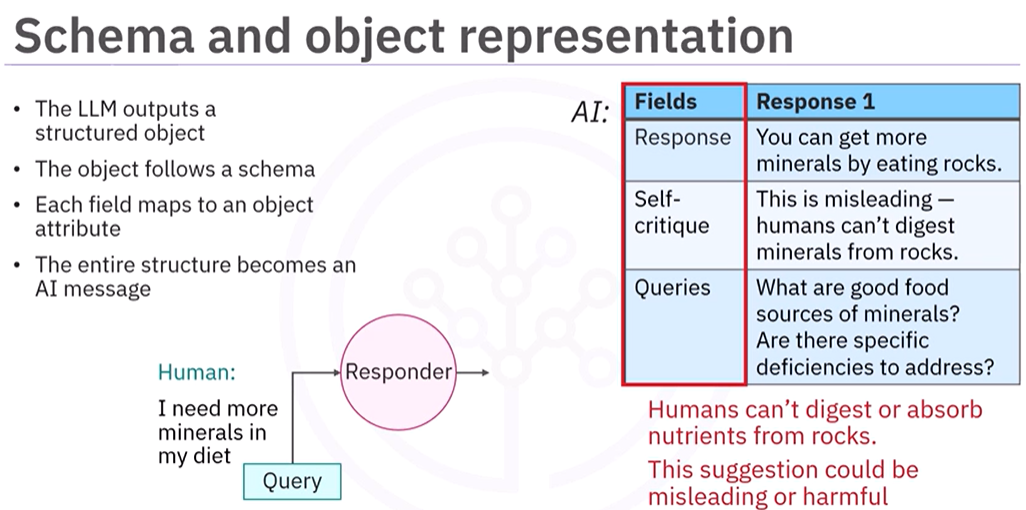 Schema and object representation
• The LLM outputs a
structured object
• The object follows a schema
• Each field maps to an object
attribute
• The entire structure becomes an
AI message
Human:
I need more
minerals in
my diet
Query
Responder
AI:
Fields
Response 1
Response
You can get more
minerals by eating rocks.
Self-
critique
This is misleading —
humans can't digest
minerals from rocks.
Queries
What are good food
sources of minerals?
Are there specific
deficiencies to address?
Humans can't digest or absorb
nutrients from rocks.
This suggestion could be
misleading or harmful